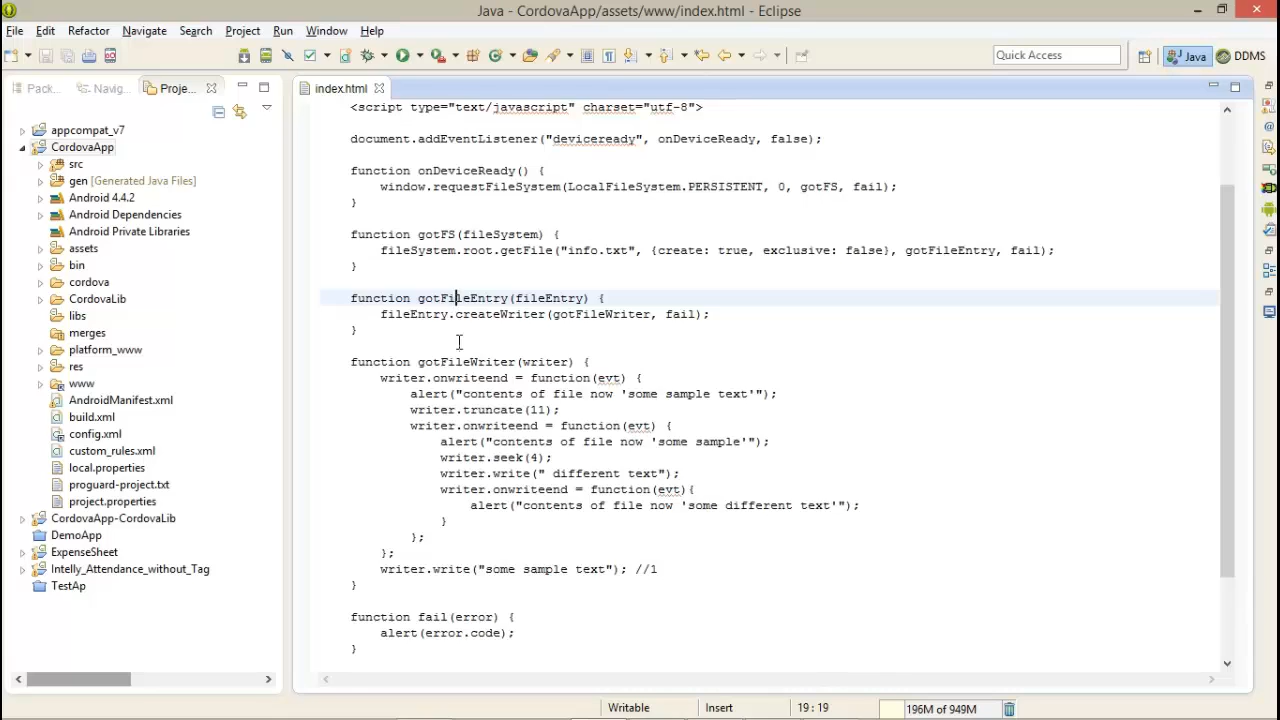 Java - CordovaApp/assets/www/index.html - Eclipse
File Edit Refactor Navigate Search Project Run Window Help
Quick Access
Java
DDMS
Pack...
Navig...
Proje...
index.html
appcompat_v7
CordovaApp
src
gen [Generated Java Files]
Android 4.4.2
Android Dependencies
Android Private Libraries
assets
bin
cordova
CordovaLib
libs
merges
platform_www
res
www
AndroidManifest.xml
build.xml
config.xml
custom_rules.xml
local.properties
proguard-project.txt
project.properties
CordovaApp-CordovaLib
DemoApp
ExpenseSheet
Intelly_Attendance_without_Tag
TestAp
<script type="text/javascript" charset="utf-8">
document.addEventListener("deviceready", onDeviceReady, false);
function onDeviceReady() {
window.requestFileSystem(LocalFileSystem.PERSISTENT, 0, gotFS, fail);
}
function gotFS(fileSystem) {
fileSystem.root.getFile("info.txt", {create: true, exclusive: false}, gotFileEntry, fail);
}
function gotFileEntry(fileEntry) {
fileEntry.createWriter(gotFileWriter, fail);
}
function gotFileWriter(writer) {
writer.onwriteend = function(evt) {
alert("contents of file now 'some sample text'");
writer.truncate(11);
writer.onwriteend = function(evt) {
alert("contents of file now 'some sample'");
writer.seek(4);
writer.write(" different text");
writer.onwriteend = function(evt){
alert("contents of file now 'some different text'");
}
};
};
writer.write("some sample text"); //1
}
function fail(error) {
alert(error.code);
}
Writable
Insert
19 : 19
196M of 949M